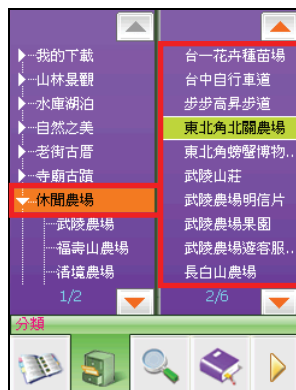 我的下載
山林景觀
水庫湖泊
自然之美
老街古厝
寺廟古蹟
休閒農場
武陵農場
福壽山農場
清境農場
1/2
台一花卉種苗場
台中自行車道
步步高昇步道
東北角北關農場
東北角螃蟹博物..
武陵山莊
武陵農場明信片
武陵農場果園
武陵農場遊客服..
長白山農場
2/6
分類